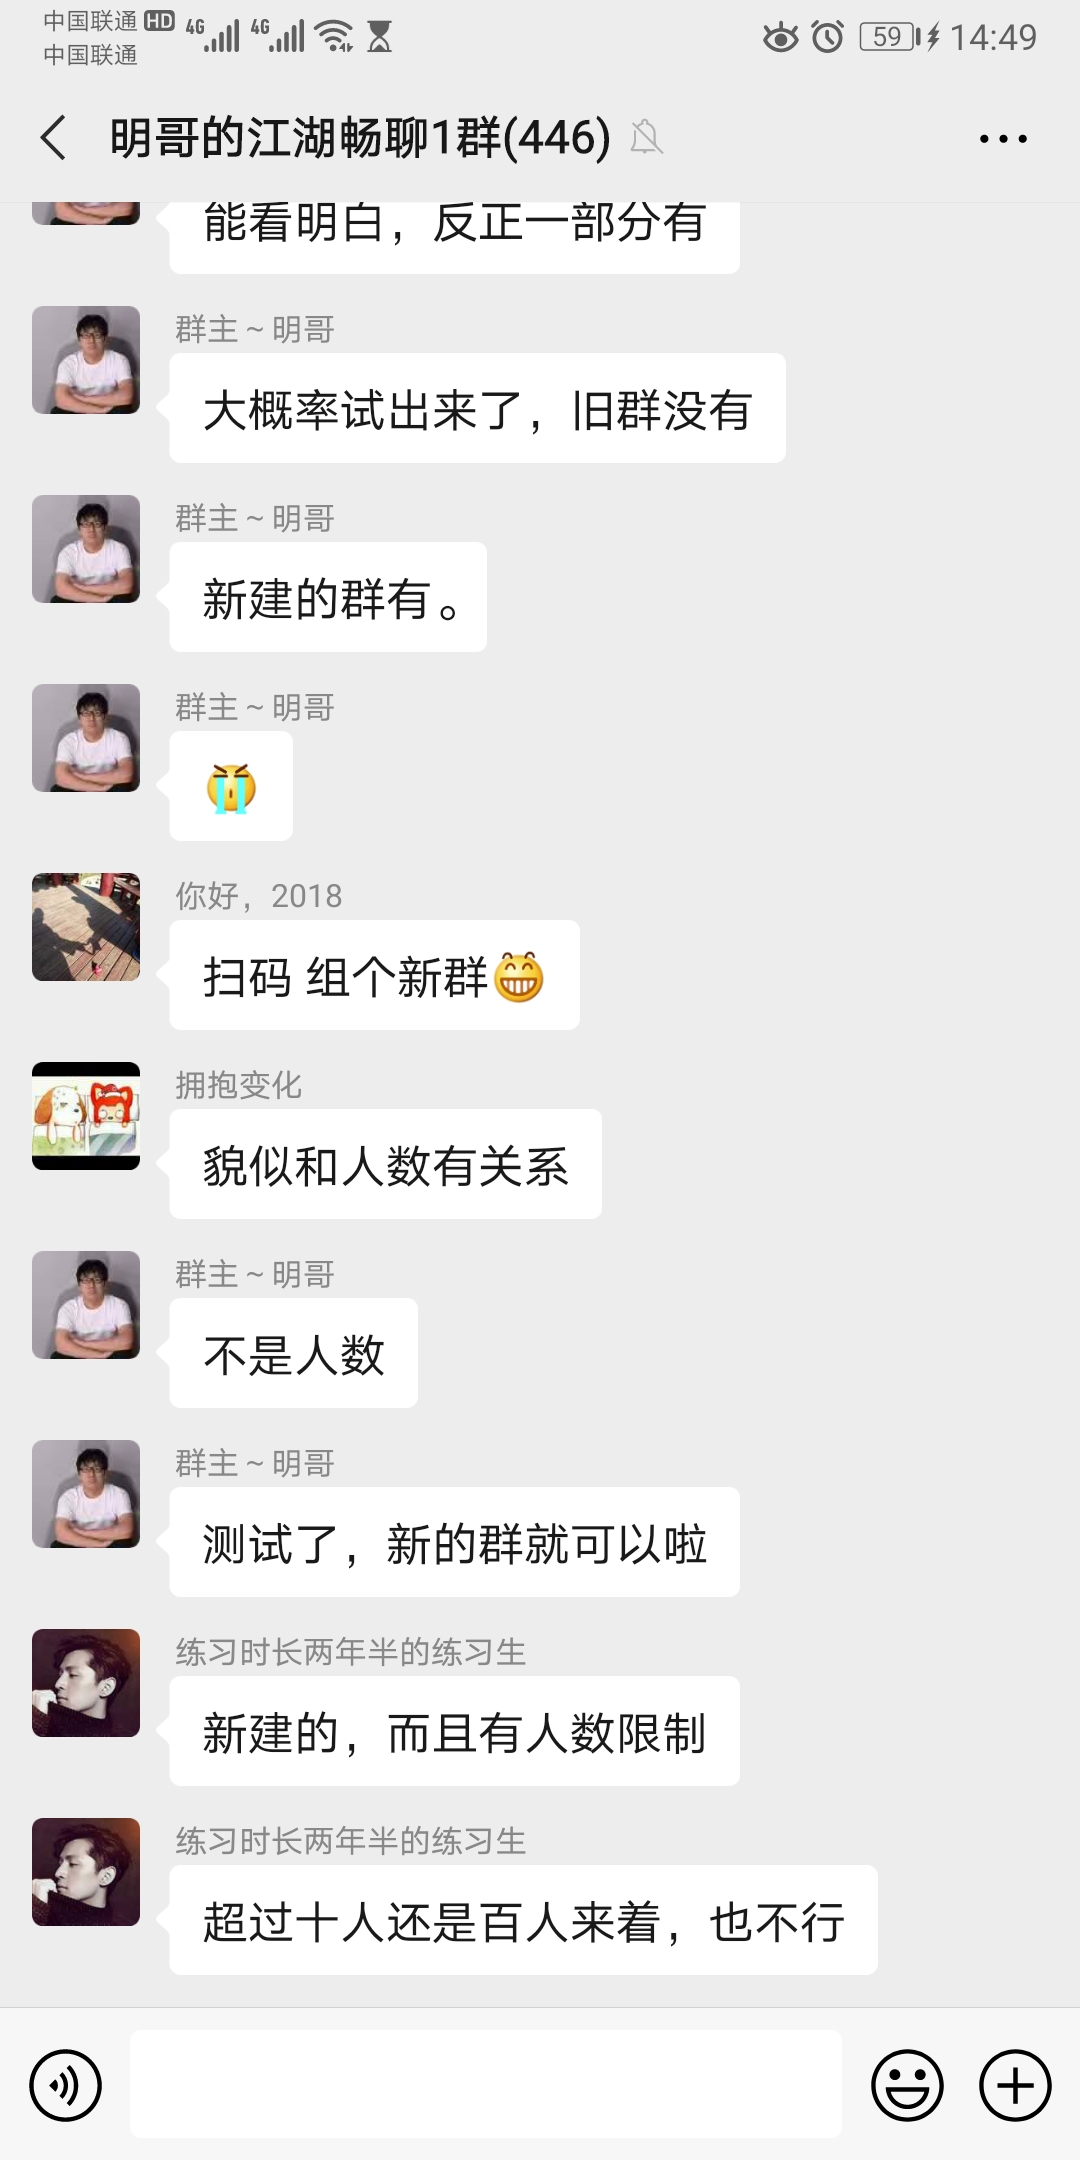 中国联通 HD 4G 4G 59 14:49
中国联通
明哥的江湖畅聊1群(446)
能看明白，反正一部分有
群主~明哥
大概率试出来了，旧群没有
群主~明哥
新建的群有。
群主~明哥
你好，2018
扫码 组个新群😁
拥抱变化
貌似和人数有关系
群主~明哥
不是人数
群主~明哥
测试了，新的群就可以啦
练习时长两年半的练习生
新建的，而且有人数限制
练习时长两年半的练习生
超过十人还是百人来着，也不行